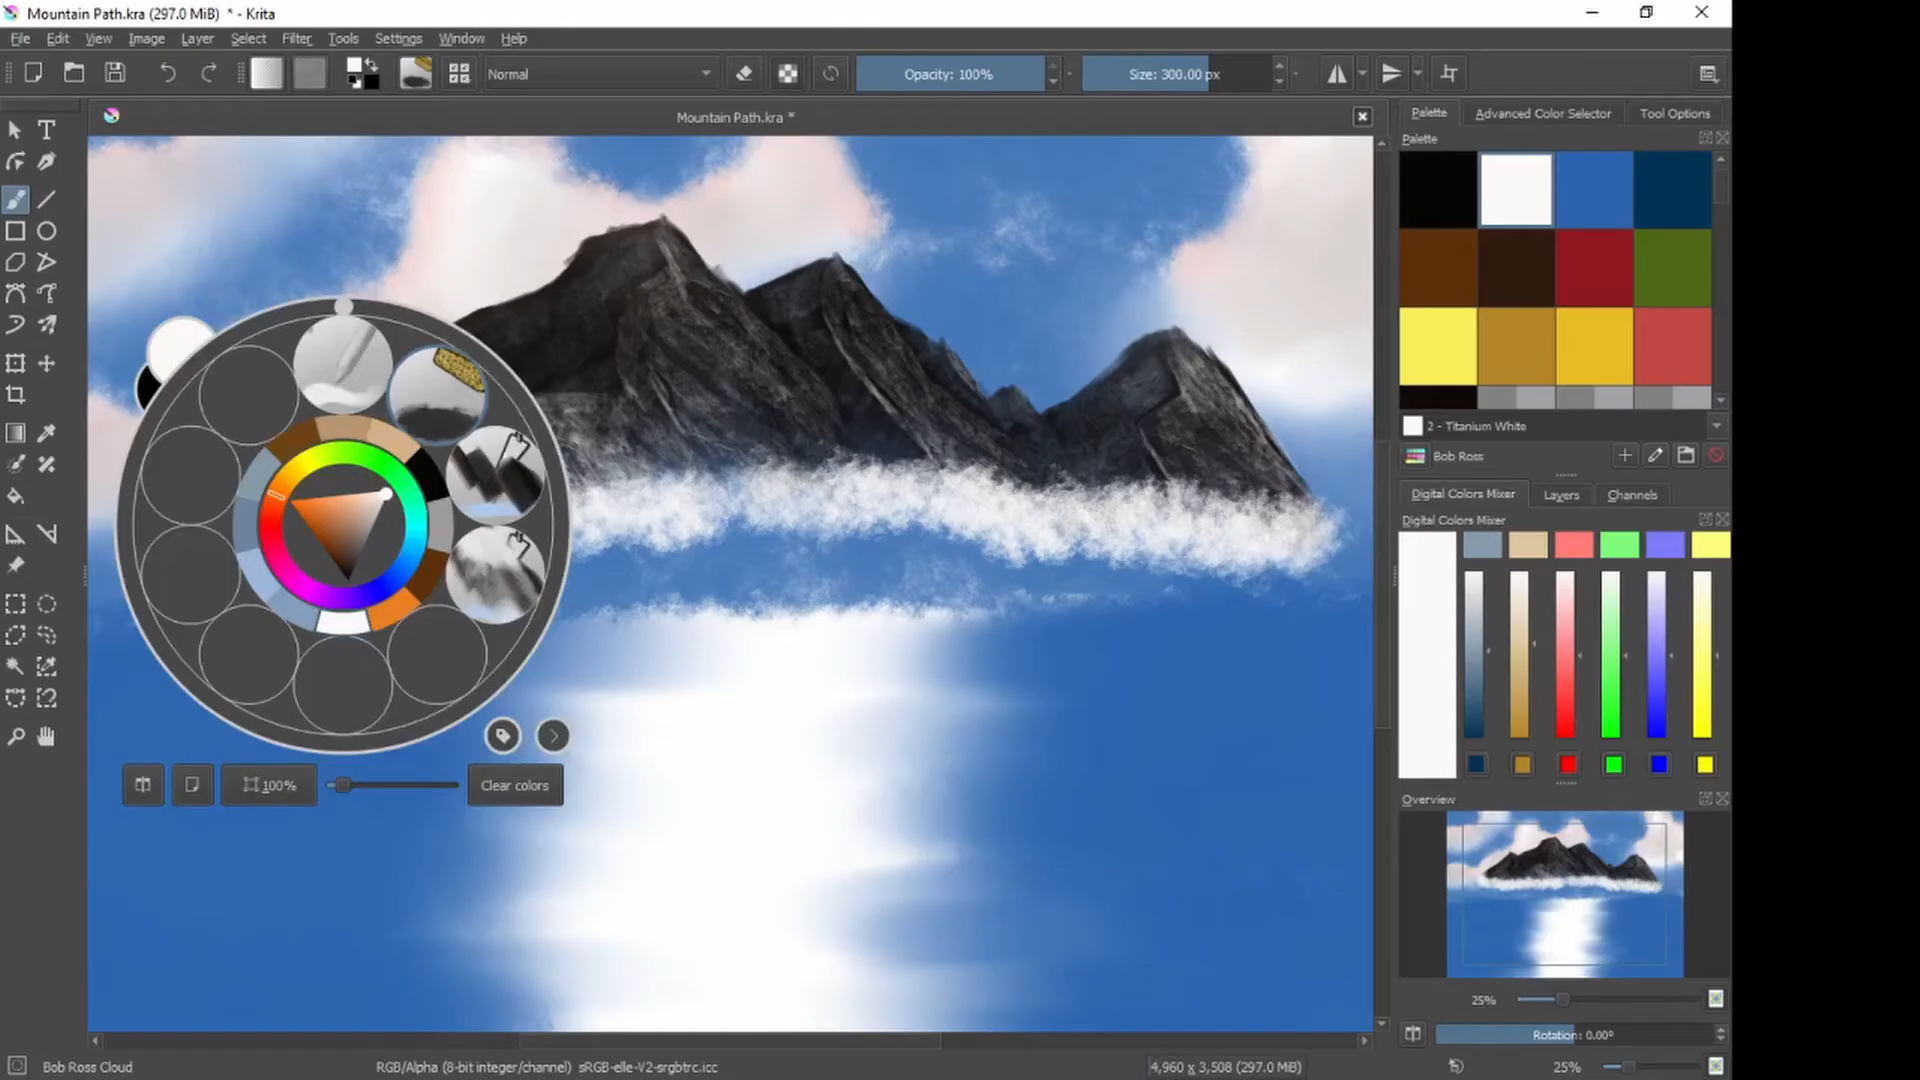 Mountain Path.kra (297.0 MiB) * - Krita
File Edit View Image Layer Select Filter Tools Settings Window Help
Normal
Opacity: 100%
Size: 300.00 px
Mountain Path.kra *
Palette Advanced Color Selector Tool Options
Palette
2 - Titanium White
Bob Ross
Digital Colors Mixer Layers Channels
Digital Colors Mixer
100%
Clear colors
Overview
25%
Rotation: 0.00°
Bob Ross Cloud
RGB/Alpha (8-bit integer/channel) sRGB-elle-V2-srgbtrc.icc
4,960 x 3,508 (297.0 MiB)
25%